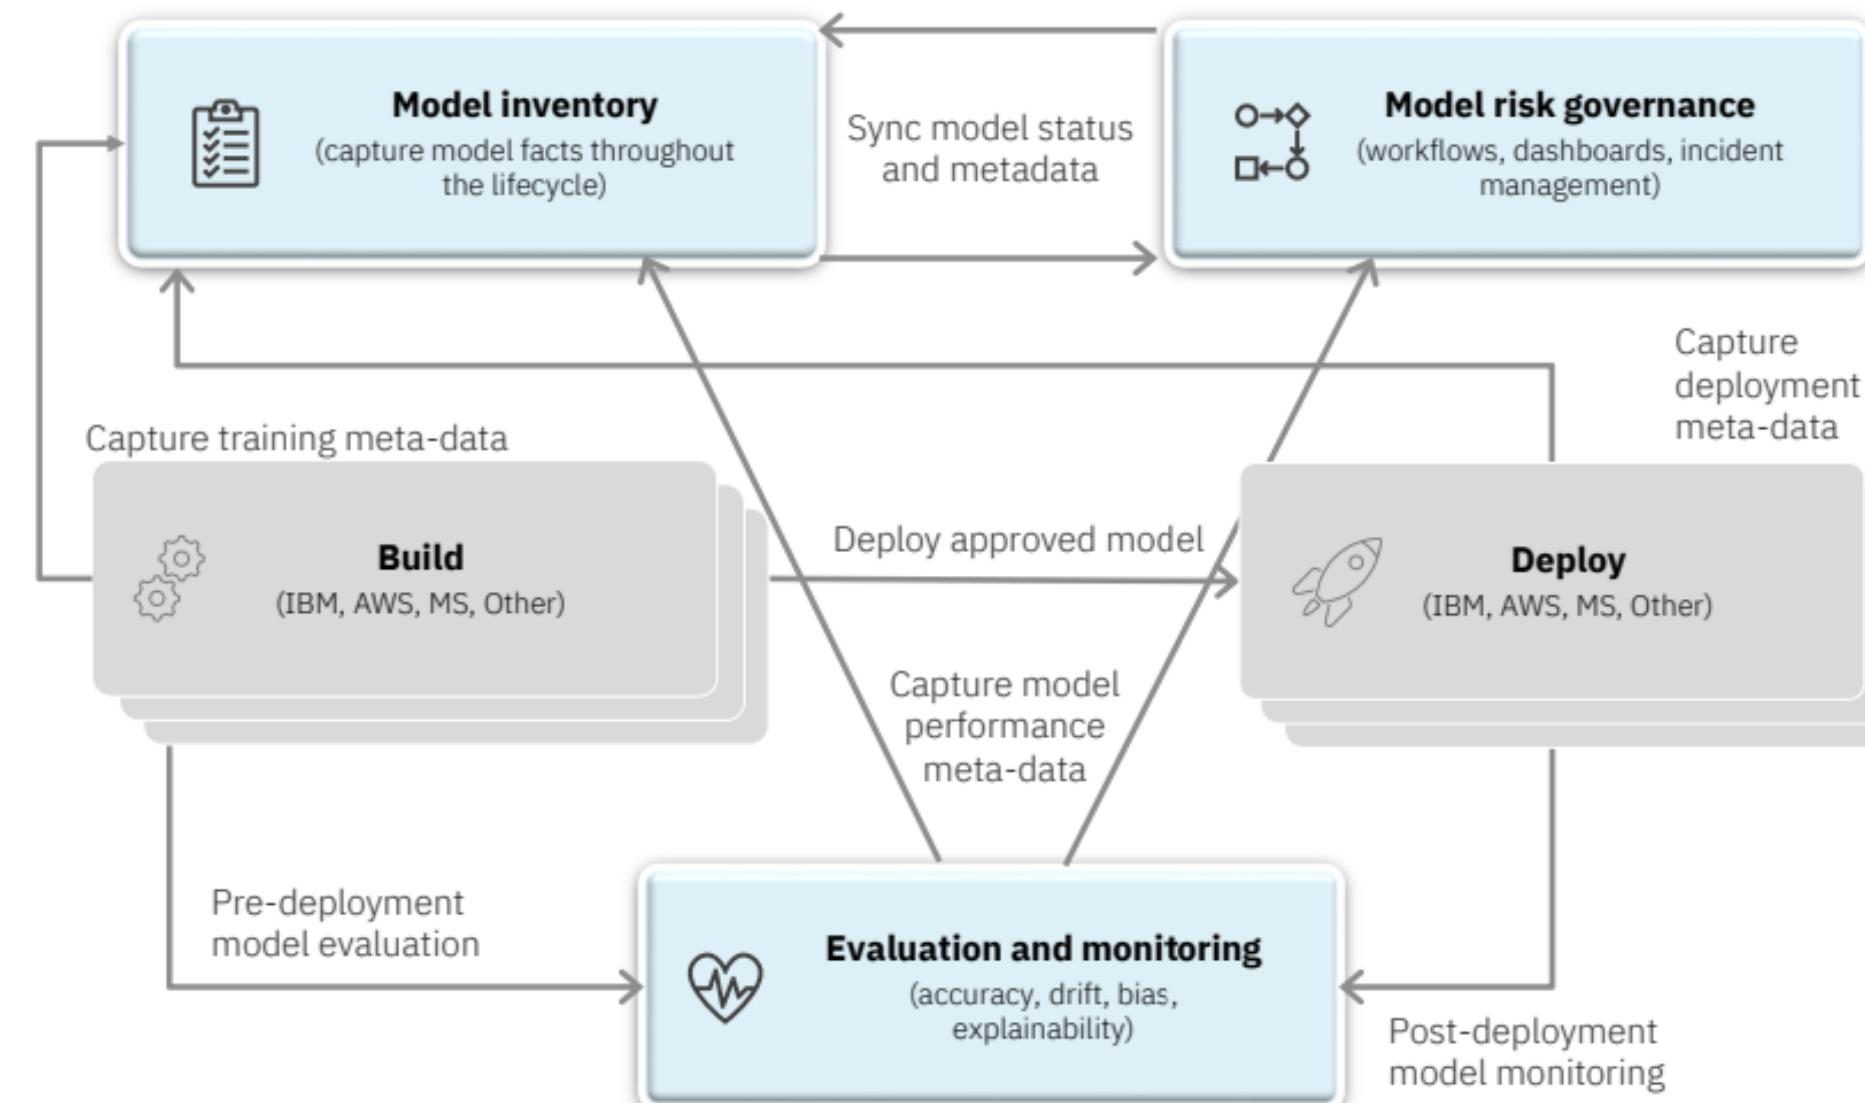 Model inventory
(capture model facts throughout
the lifecycle)
Sync model status
and metadata
Model risk governance
(workflows, dashboards, incident
management)
Capture
deployment
meta-data
Capture training meta-data
Build
(IBM, AWS, MS, Other)
Deploy approved model
Deploy
(IBM, AWS, MS, Other)
Capture model
performance
meta-data
Pre-deployment
model evaluation
Evaluation and monitoring
(accuracy, drift, bias,
explainability)
Post-deployment
model monitoring